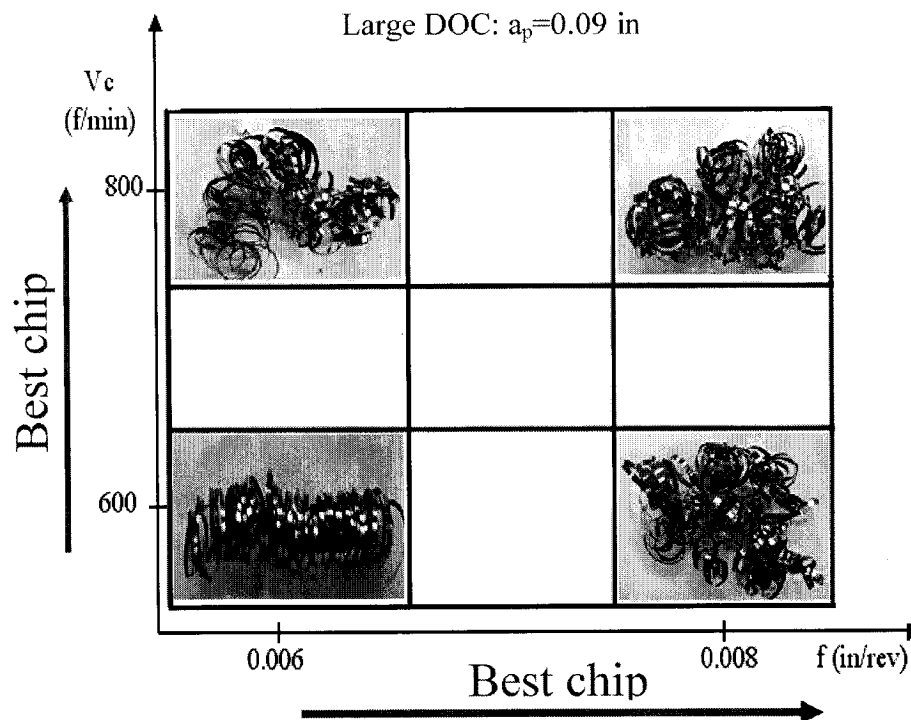 Large DOC: aₚ=0.09 in
Vc
(f/min)
800
Best chip
600
0.006
0.008
f (in/rev)
Best chip